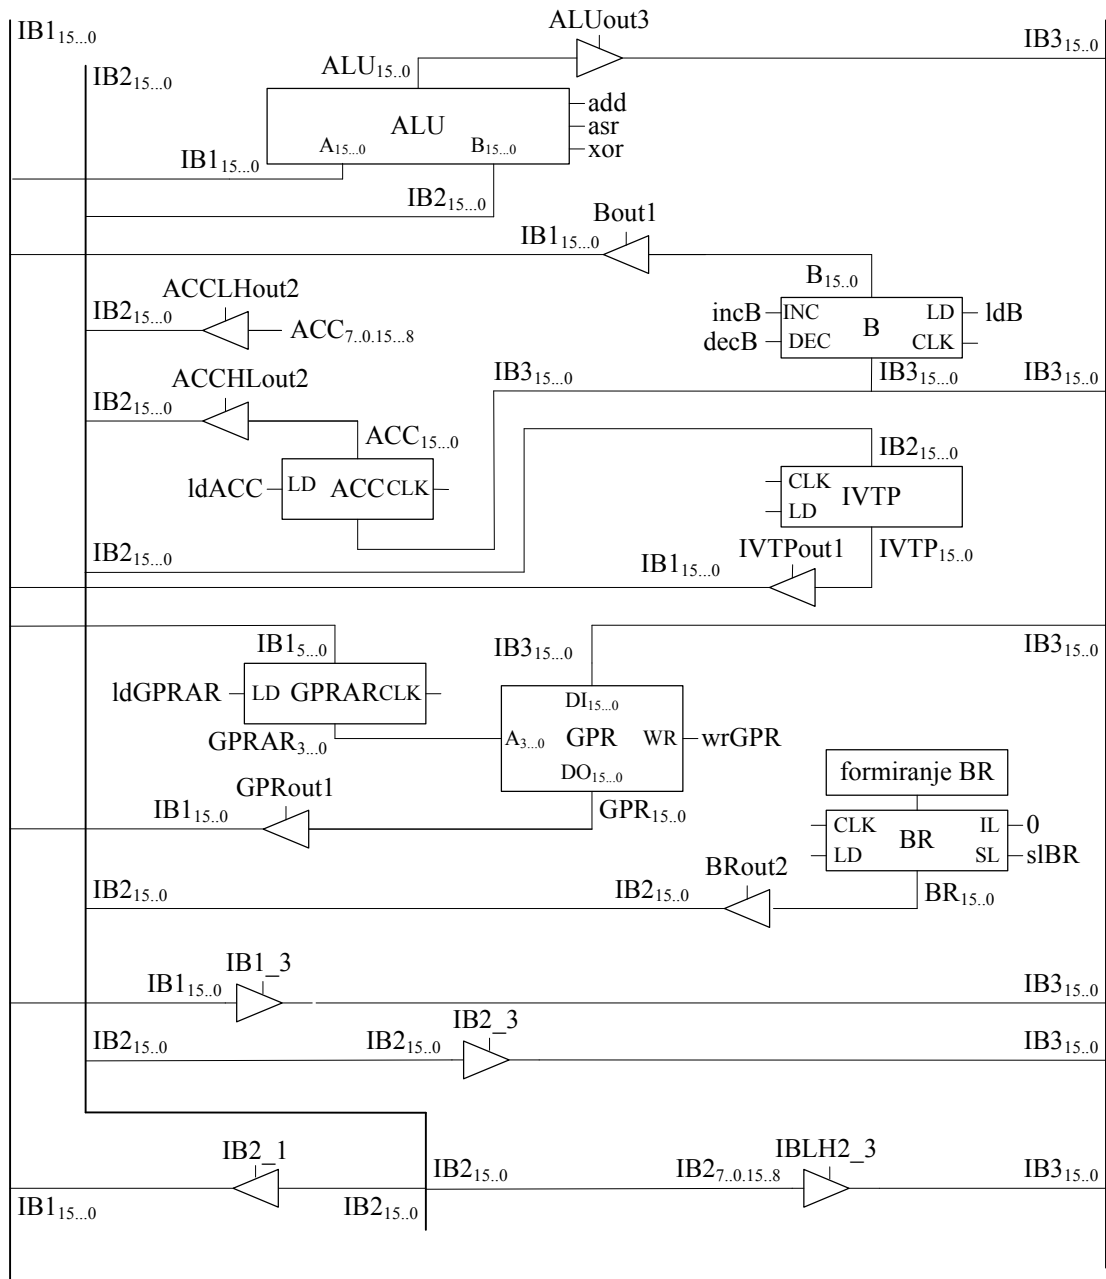 IB1₁₅...₀
ALUout3
IB3₁₅...₀
IB2₁₅...₀
ALU₁₅...₀
ALU
add
asr
xor
A₁₅...₀
B₁₅...₀
IB1₁₅...₀
IB2₁₅...₀
Bout1
IB1₁₅...₀
B₁₅..₀
ACCLHout2
IB2₁₅...₀
ACC₇..₀.₁₅...₈
incB
INC
LD
ldB
B
decB
DEC
CLK
ACCHLout2
IB3₁₅...₀
IB3₁₅...₀
IB3₁₅..₀
IB2₁₅...₀
ACC₁₅...₀
IB2₁₅...₀
ldACC
LD
ACC
CLK
CLK
IVTP
LD
IB2₁₅...₀
IVTPout1
IVTP₁₅...₀
IB1₁₅...₀
IB1₅...₀
IB3₁₅...₀
IB3₁₅...₀
ldGPRAR
LD
GPRAR
CLK
DI₁₅...₀
GPRAR₃...₀
A₃...₀
GPR
WR
wrGPR
DO₁₅...₀
formiranje BR
GPRout1
IB1₁₅...₀
GPR₁₅..₀
CLK
IL
0
BR
LD
SL
slBR
BRout2
IB2₁₅..₀
IB2₁₅..₀
BR₁₅..₀
IB1_3
IB1₁₅..₀
IB3₁₅..₀
IB2_3
IB2₁₅..₀
IB2₁₅..₀
IB3₁₅..₀
IB2_1
IBLH2_3
IB2₁₅..₀
IB2₇..₀.₁₅..₈
IB3₁₅..₀
IB1₁₅...₀
IB2₁₅..₀